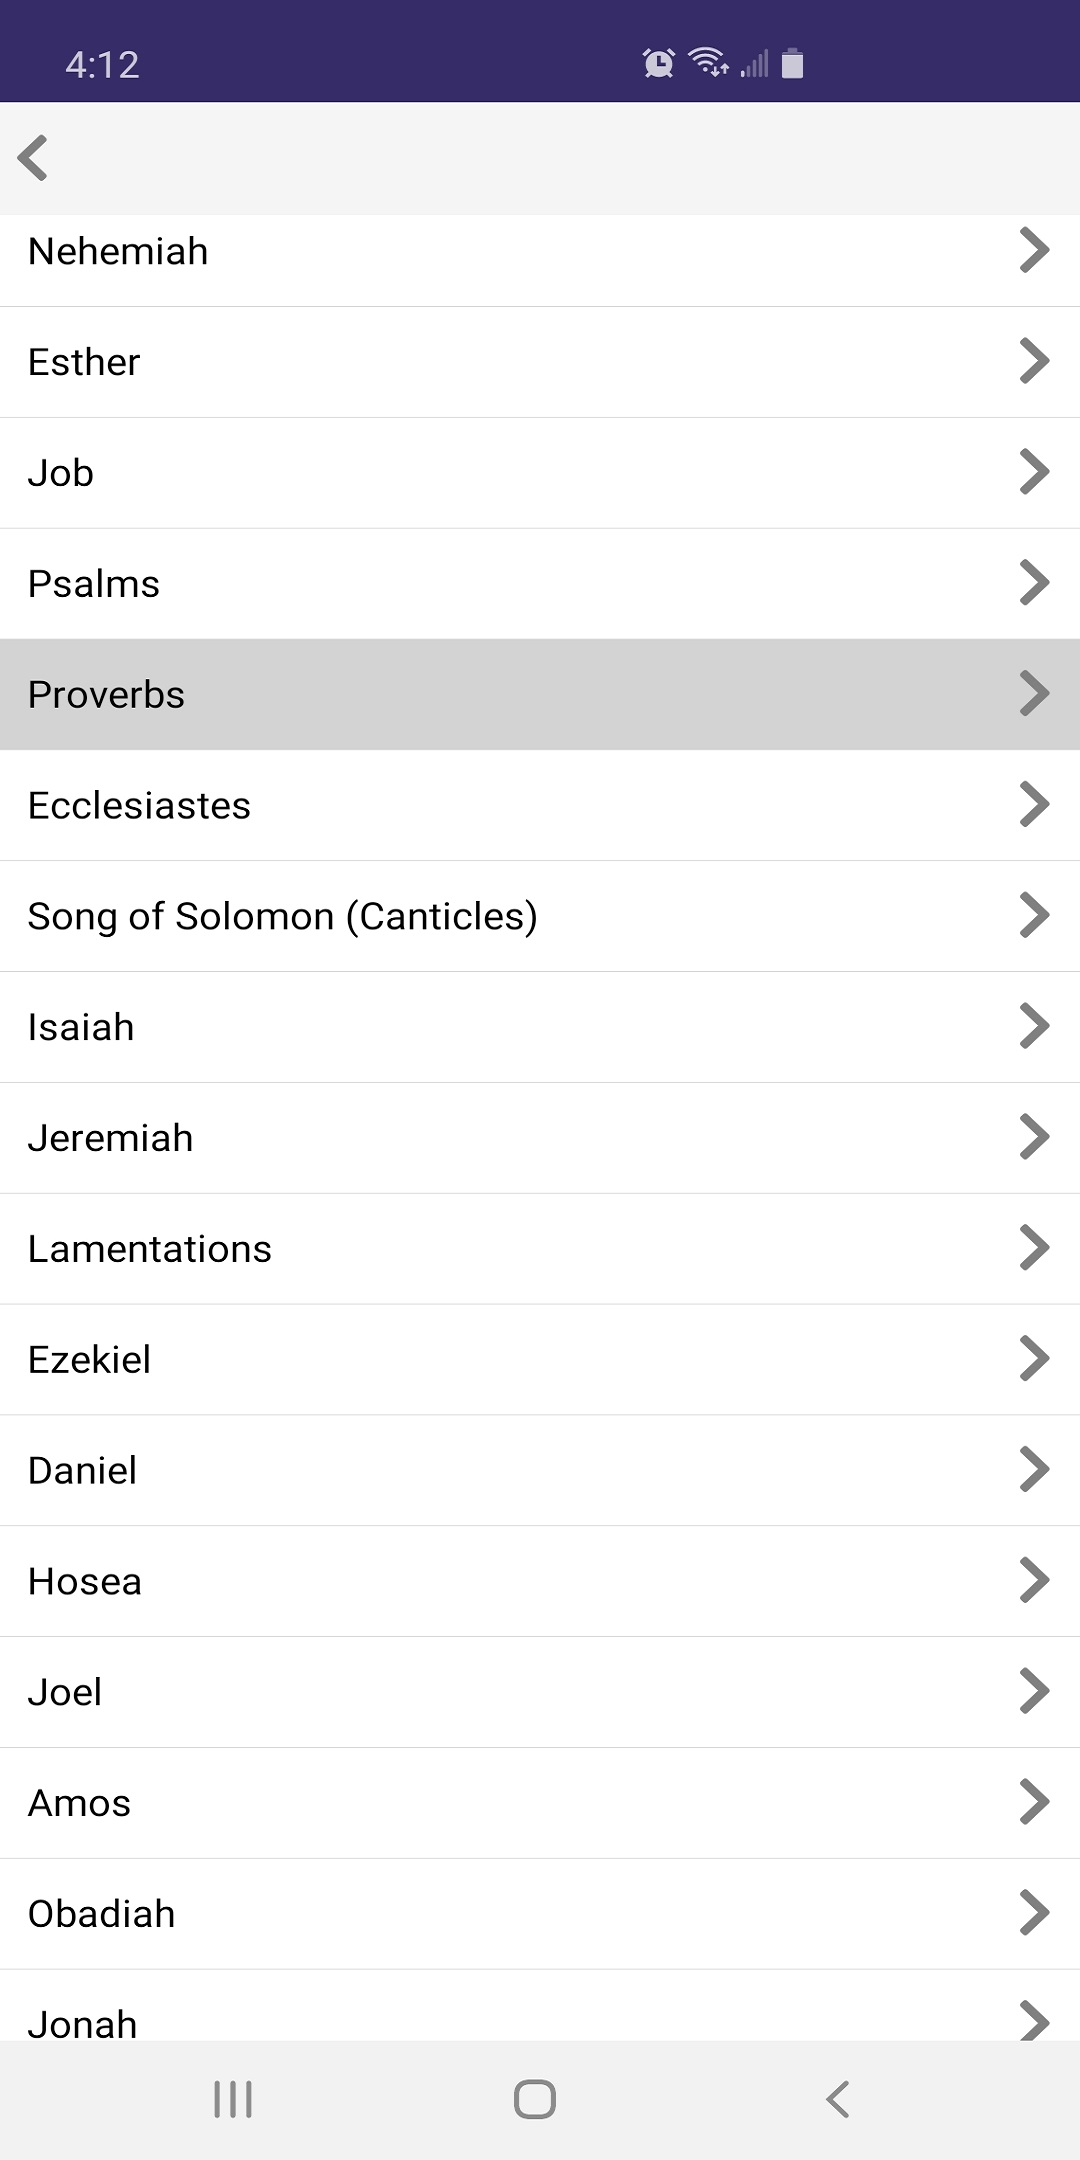 4:12
Nehemiah
Esther
Job
Psalms
Proverbs
Ecclesiastes
Song of Solomon (Canticles)
Isaiah
Jeremiah
Lamentations
Ezekiel
Daniel
Hosea
Joel
Amos
Obadiah
Jonah